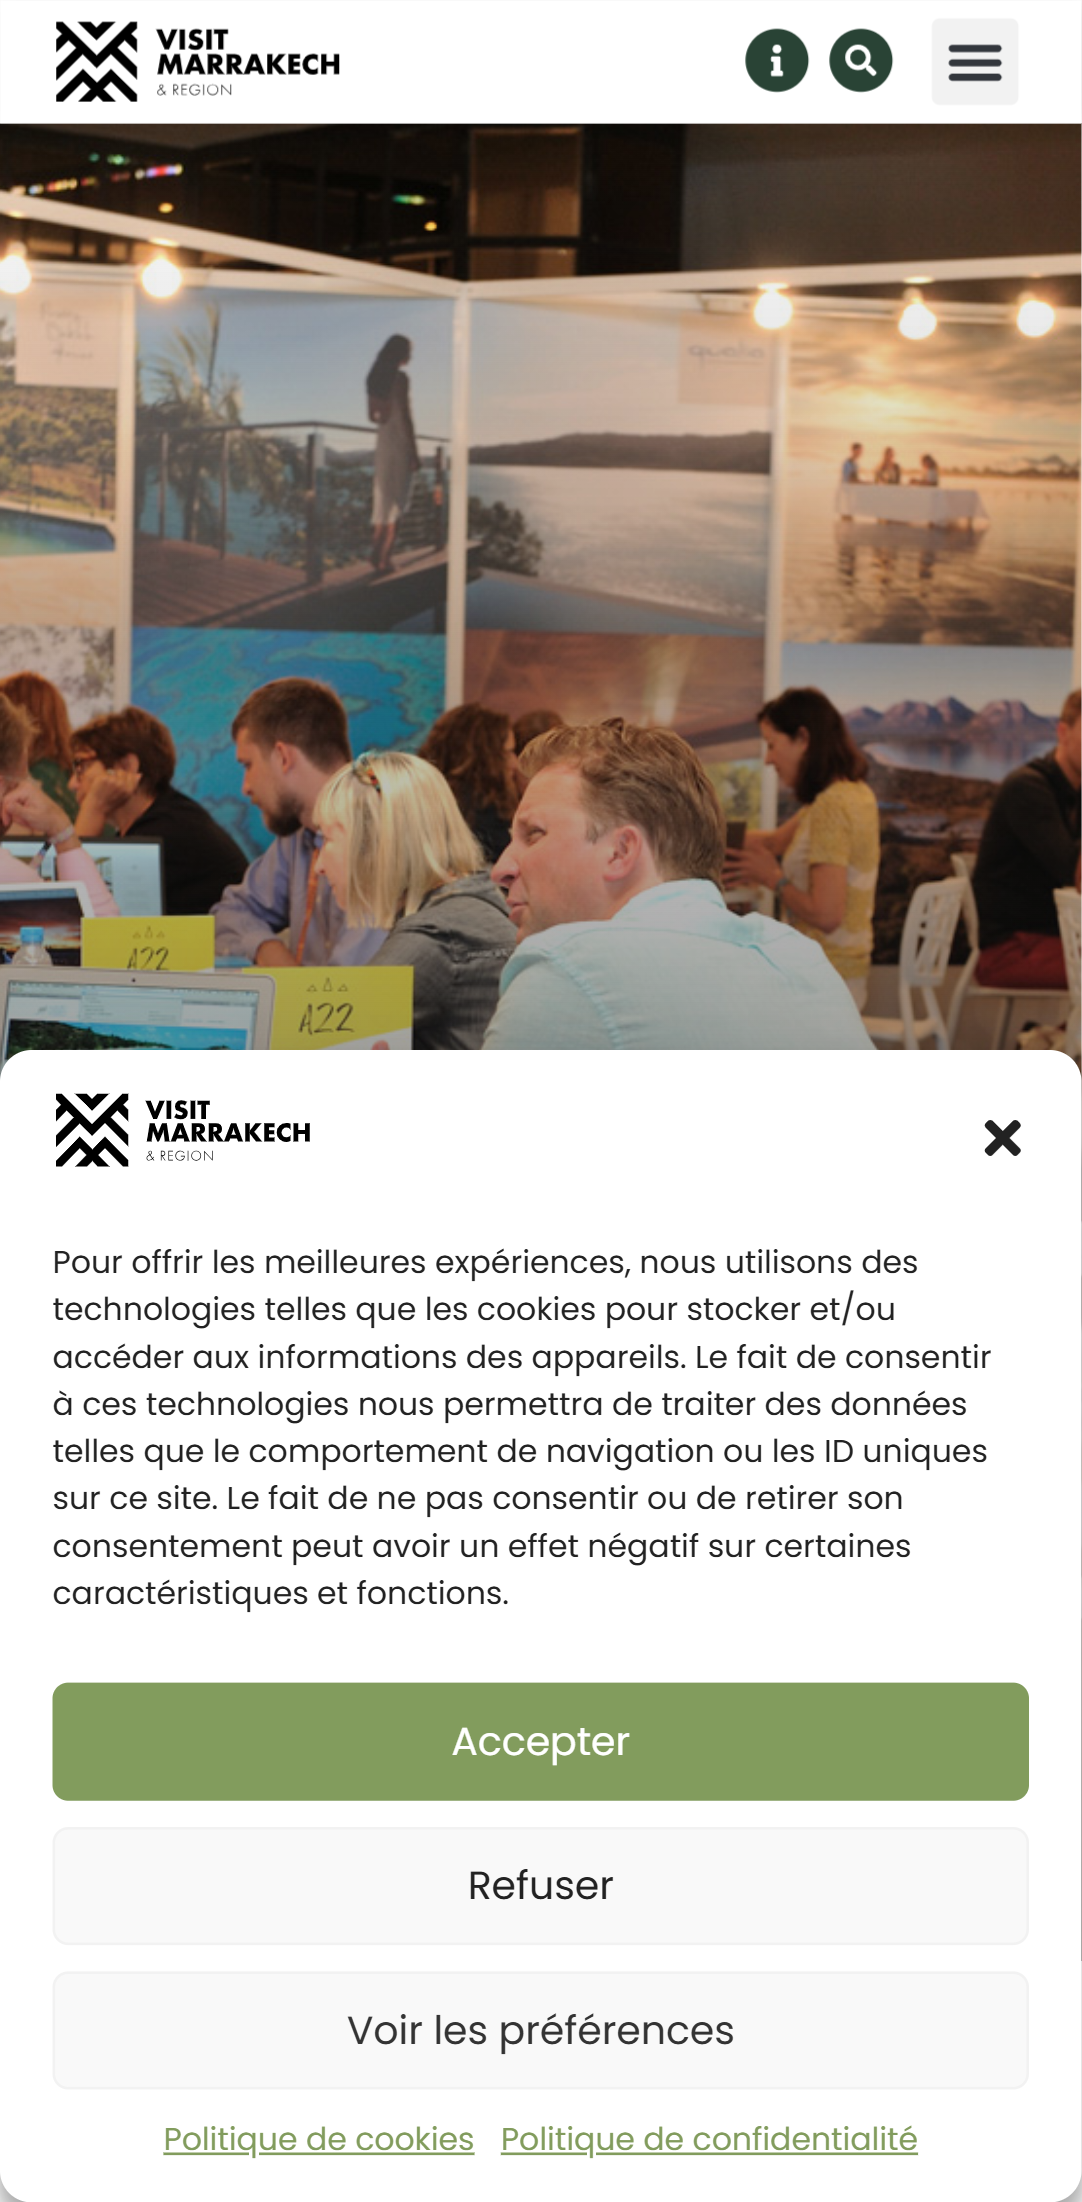 VISIT
MARRAKECH
& REGION
qualia
A22
A22
VISIT
MARRAKECH
& REGION
Pour offrir les meilleures expériences, nous utilisons des
technologies telles que les cookies pour stocker et/ou
accéder aux informations des appareils. Le fait de consentir
à ces technologies nous permettra de traiter des données
telles que le comportement de navigation ou les ID uniques
sur ce site. Le fait de ne pas consentir ou de retirer son
consentement peut avoir un effet négatif sur certaines
caractéristiques et fonctions.
Accepter
Refuser
Voir les préférences
Politique de cookies Politique de confidentialité